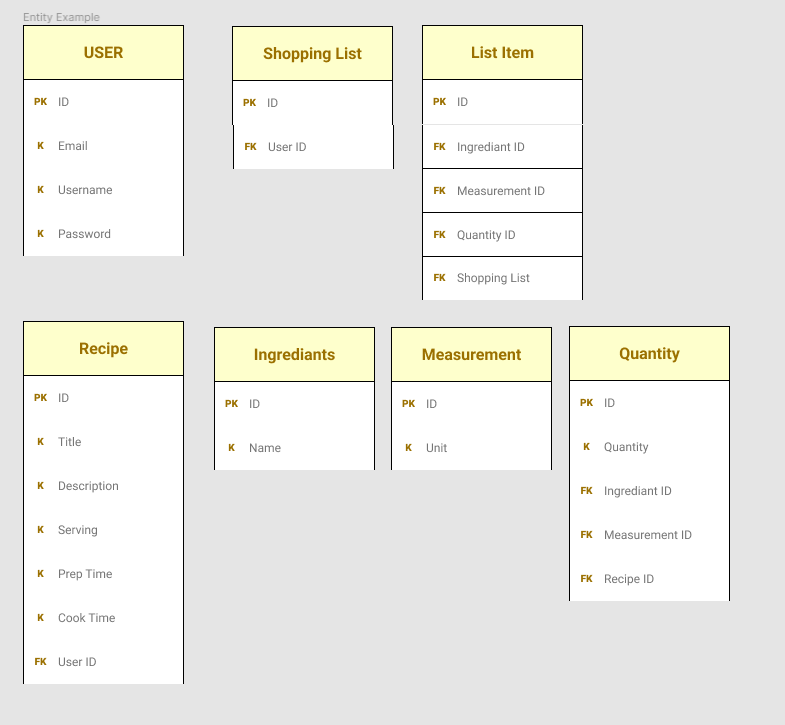 Entity Example
USER
PK ID
K Email
K Username
K Password
Shopping List
PK ID
FK User ID
List Item
PK ID
FK Ingrediant ID
FK Measurement ID
FK Quantity ID
FK Shopping List
Recipe
PK ID
K Title
K Description
K Serving
K Prep Time
K Cook Time
FK User ID
Ingrediants
PK ID
K Name
Measurement
PK ID
K Unit
Quantity
PK ID
K Quantity
FK Ingrediant ID
FK Measurement ID
FK Recipe ID